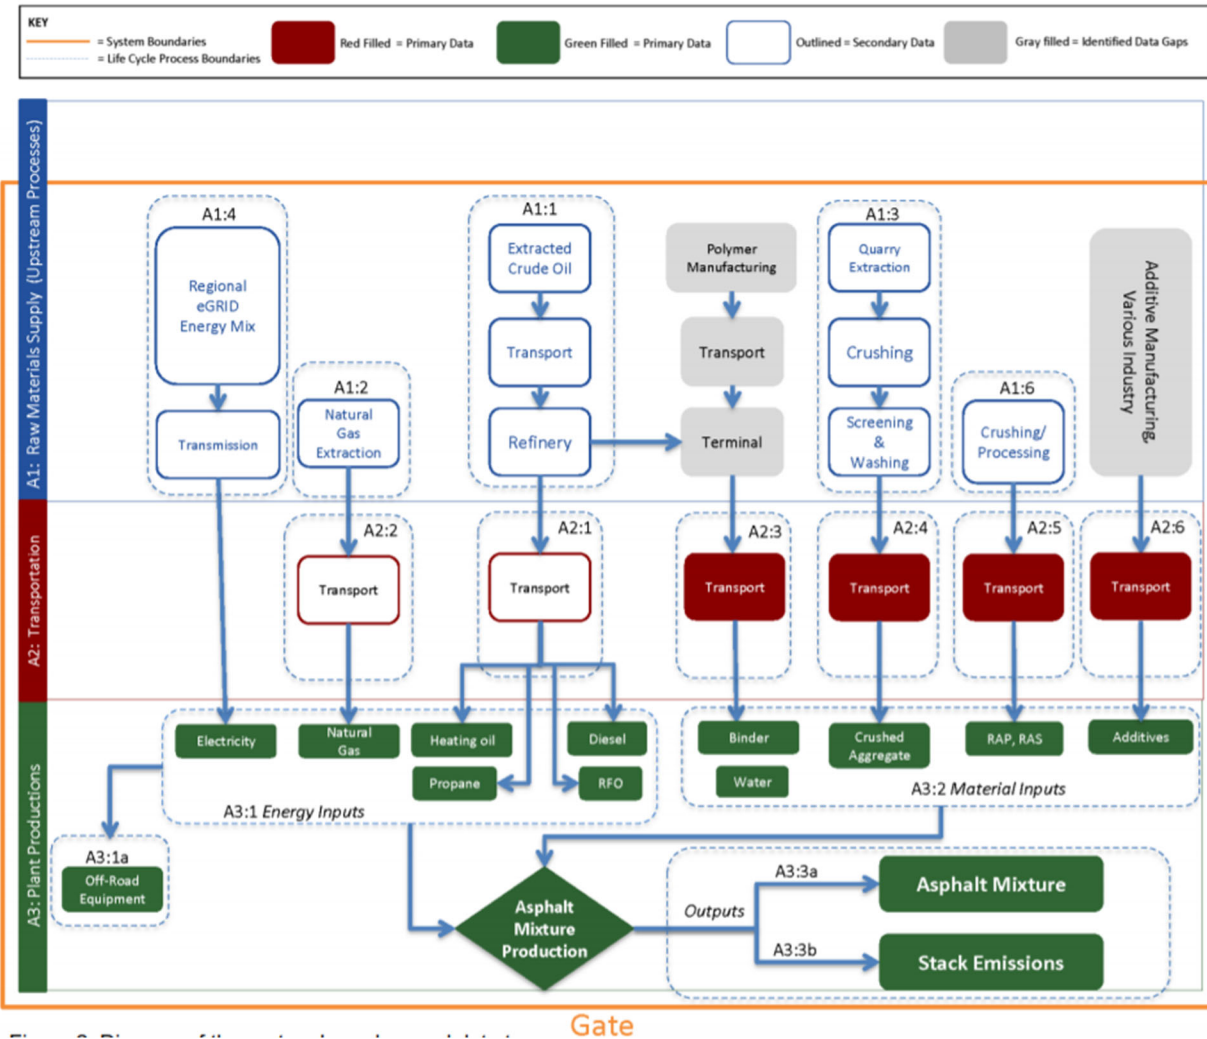 KEY
= System Boundaries
= Life Cycle Process Boundaries
Red Filled = Primary Data
Green Filled = Primary Data
Outlined = Secondary Data
Gray filled = Identified Data Gaps
A1: Raw Materials Supply (Upstream Processes)
A1:4
Regional
eGRID
Energy Mix
Transmission
A1:2
Natural
Gas
Extraction
A1:1
Extracted
Crude Oil
Transport
Refinery
Polymer
Manufacturing
Transport
Terminal
A1:3
Quarry
Extraction
Crushing
Screening
&
Washing
A1:6
Crushing/
Processing
Additive Manufacturing,
Various Industry
A2: Transportation
A2:2
Transport
A2:1
Transport
A2:3
Transport
A2:4
Transport
A2:5
Transport
A2:6
Transport
A3: Plant Productions
Electricity
Natural
Gas
Heating oil
Diesel
Propane
RFO
A3:1 Energy Inputs
Binder
Crushed
Aggregate
RAP, RAS
Additives
Water
A3:2 Material Inputs
A3:1a
Off-Road
Equipment
Asphalt
Mixture
Production
Outputs
A3:3a
Asphalt Mixture
A3:3b
Stack Emissions
Gate